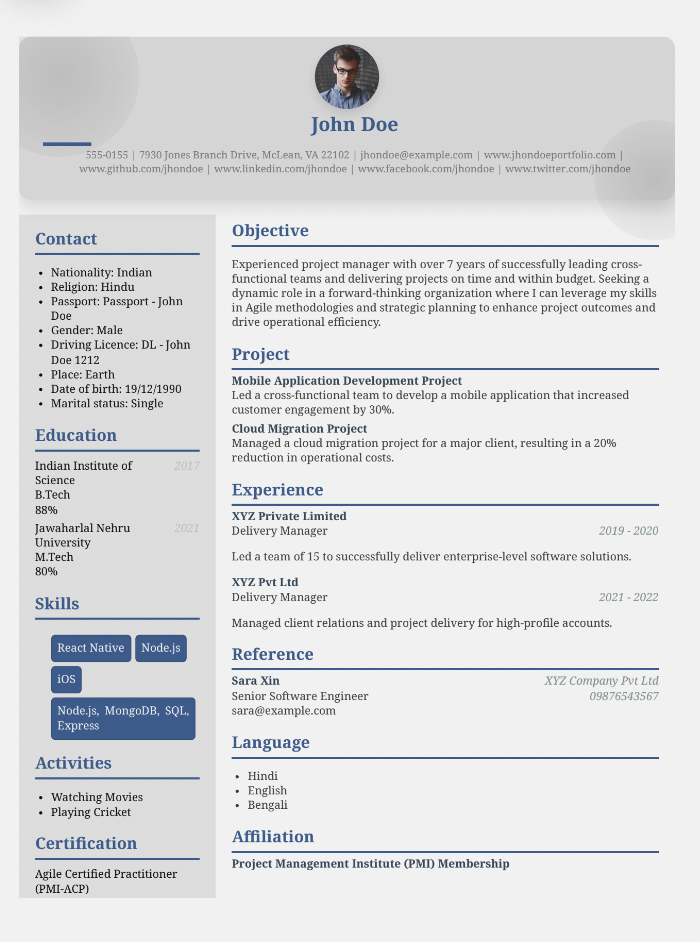 John Doe
555-0155 | 7930 Jones Branch Drive, McLean, VA 22102 | jhondoe@example.com | www.jhondoeportfolio.com |
www.github.com/jhondoe | www.linkedin.com/jhondoe | www.facebook.com/jhondoe | www.twitter.com/jhondoe
Contact
• Nationality: Indian
• Religion: Hindu
• Passport: Passport - John
Doe
• Gender: Male
• Driving Licence: DL - John
Doe 1212
• Place: Earth
• Date of birth: 19/12/1990
• Marital status: Single
Education
Indian Institute of 2017
Science
B.Tech
88%
Jawaharlal Nehru 2021
University
M.Tech
80%
Skills
React Native Node.js
iOS
Node.js, MongoDB, SQL,
Express
Activities
• Watching Movies
• Playing Cricket
Certification
Agile Certified Practitioner
(PMI-ACP)
Objective
Experienced project manager with over 7 years of successfully leading cross-
functional teams and delivering projects on time and within budget. Seeking a
dynamic role in a forward-thinking organization where I can leverage my skills
in Agile methodologies and strategic planning to enhance project outcomes and
drive operational efficiency.
Project
Mobile Application Development Project
Led a cross-functional team to develop a mobile application that increased
customer engagement by 30%.
Cloud Migration Project
Managed a cloud migration project for a major client, resulting in a 20%
reduction in operational costs.
Experience
XYZ Private Limited
Delivery Manager 2019 - 2020
Led a team of 15 to successfully deliver enterprise-level software solutions.
XYZ Pvt Ltd
Delivery Manager 2021 - 2022
Managed client relations and project delivery for high-profile accounts.
Reference
Sara Xin XYZ Company Pvt Ltd
Senior Software Engineer 09876543567
sara@example.com
Language
• Hindi
• English
• Bengali
Affiliation
Project Management Institute (PMI) Membership